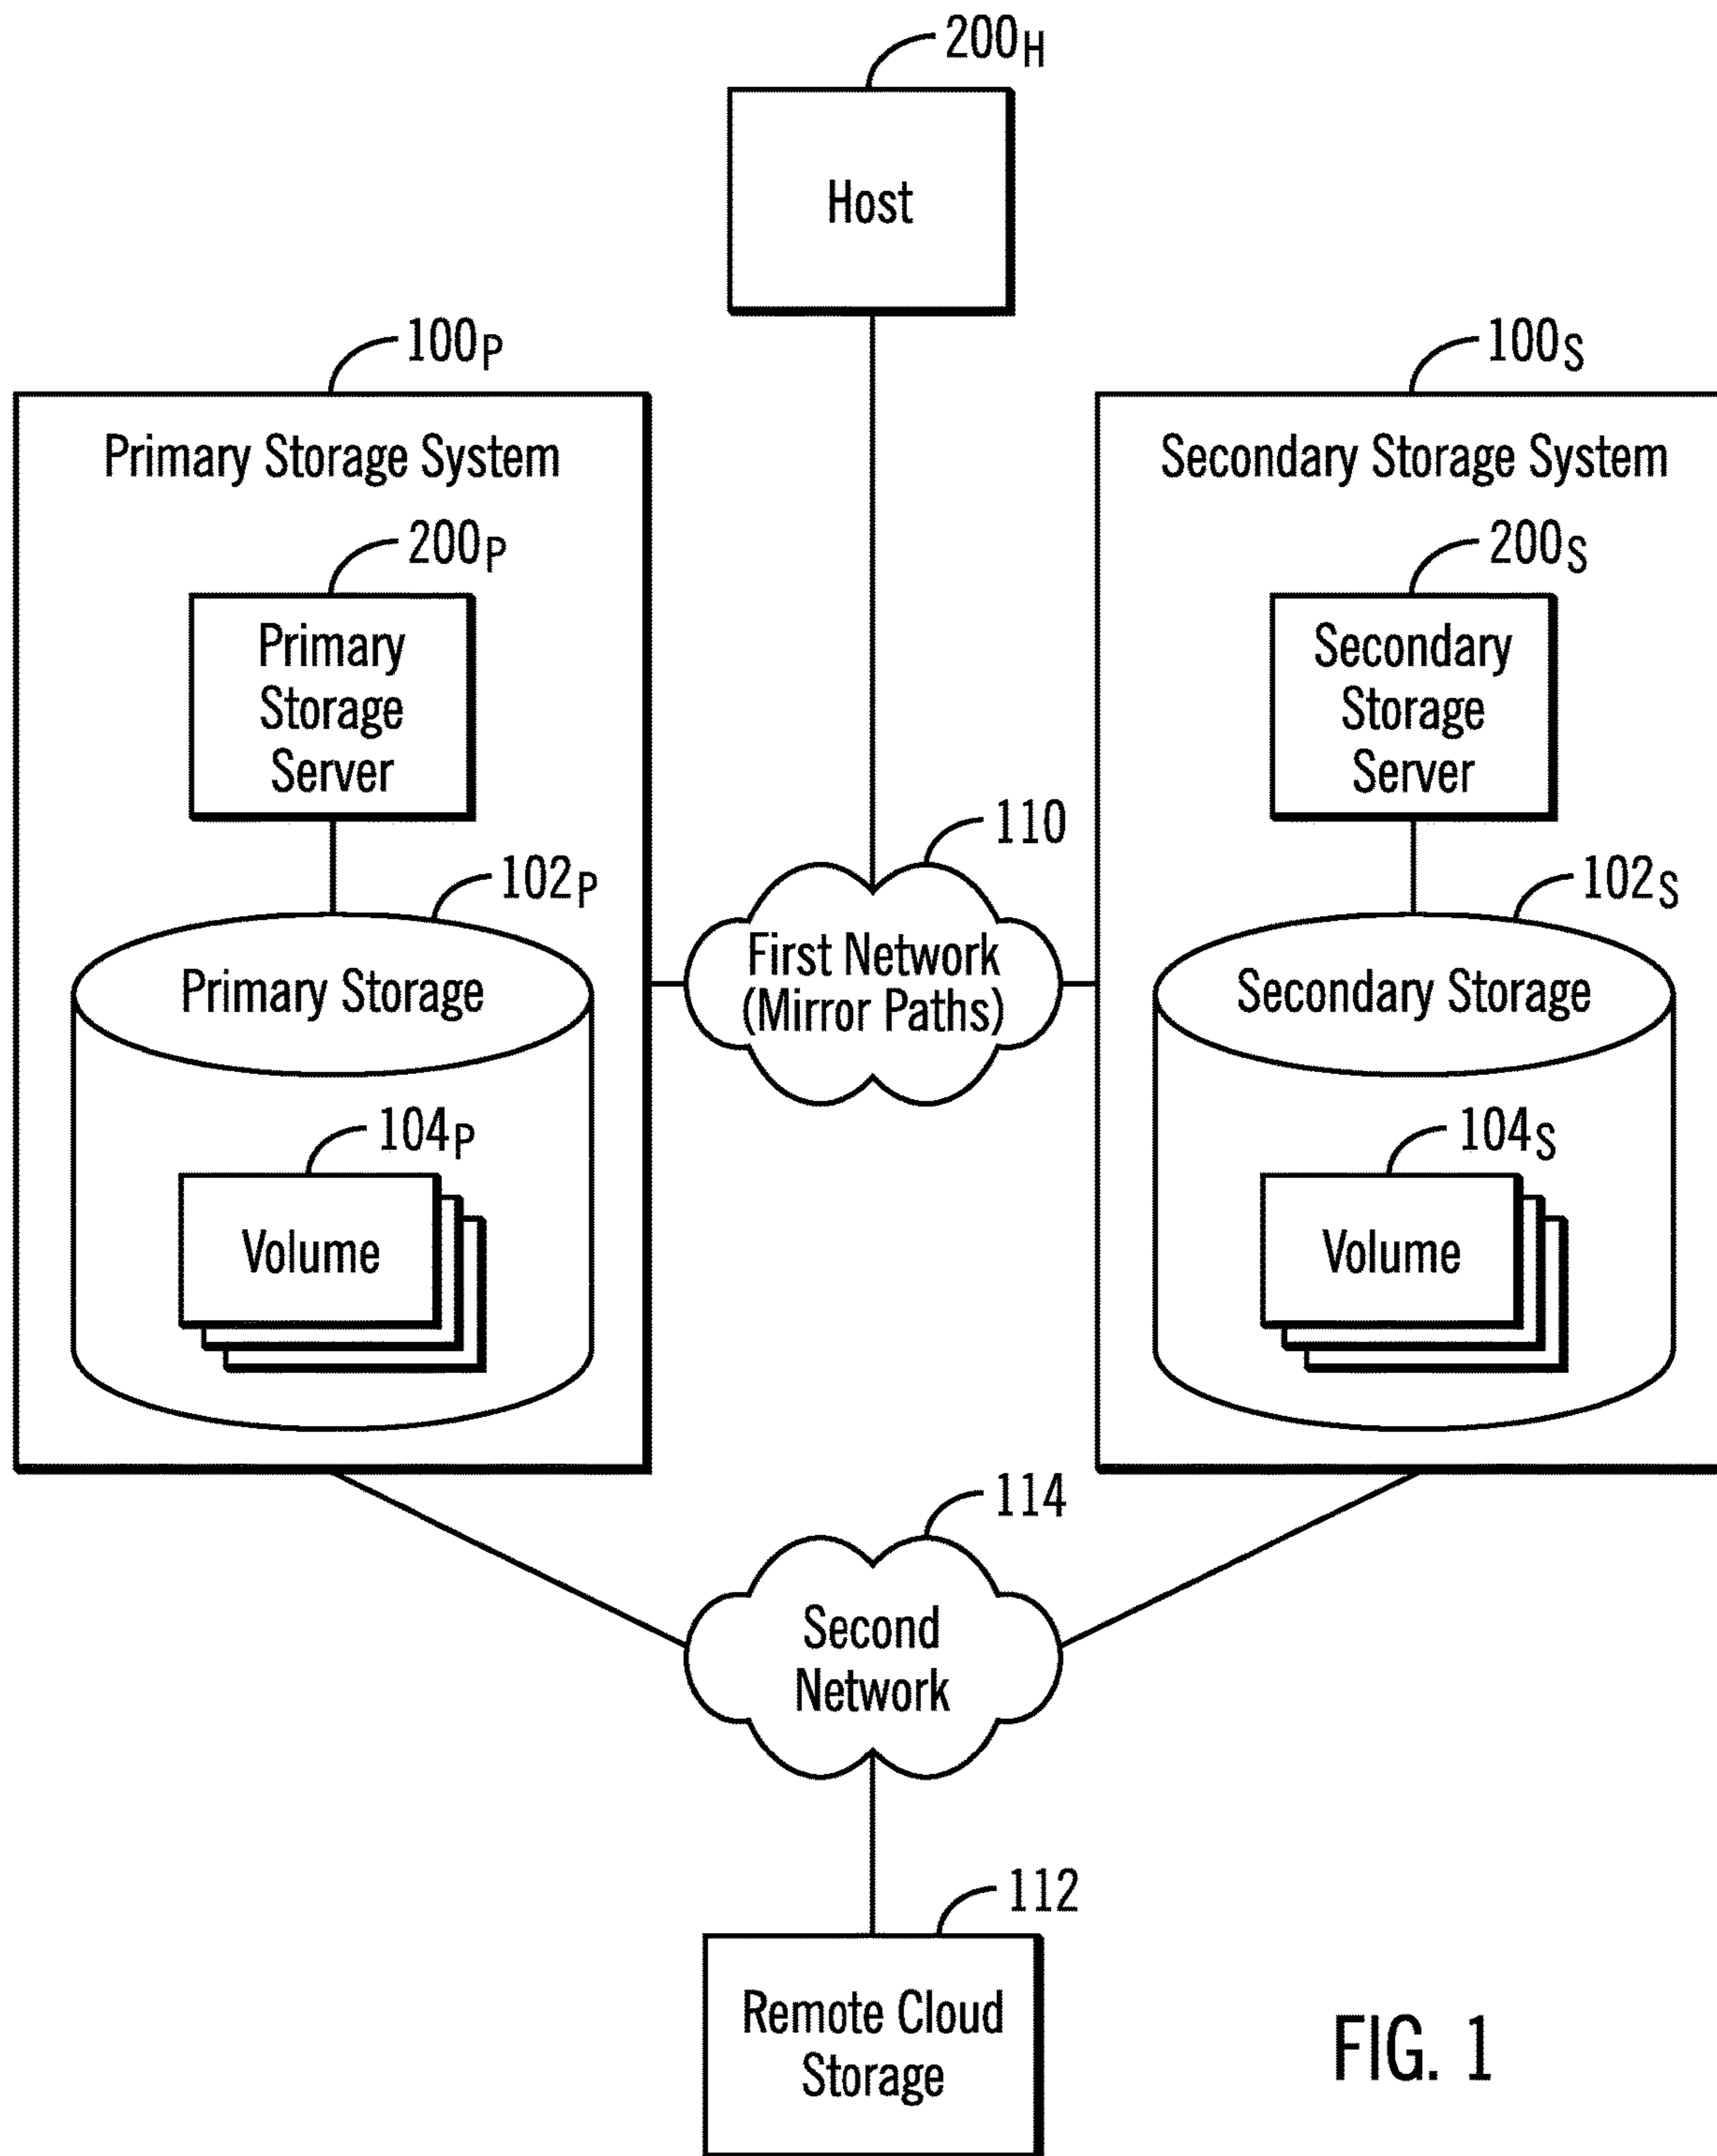 200H
Host
100P
Primary Storage System
200P
Primary
Storage
Server
102P
Primary Storage
104P
Volume
110
First Network
(Mirror Paths)
100S
Secondary Storage System
200S
Secondary
Storage
Server
102S
Secondary Storage
104S
Volume
114
Second
Network
112
Remote Cloud
Storage
FIG. 1